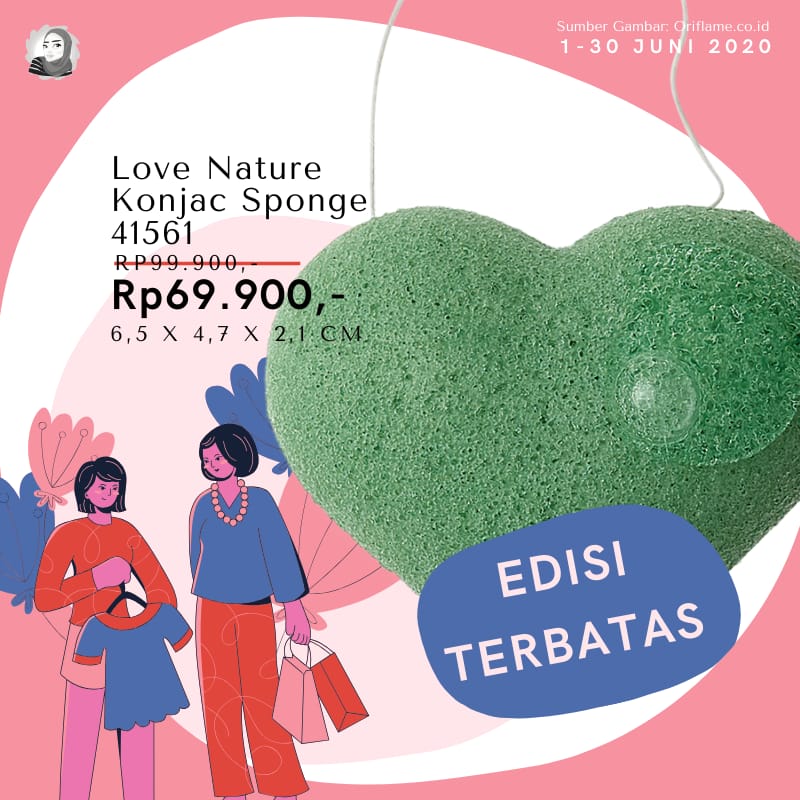 Sumber Gambar: Oriflame.co.id
1-30 JUNI 2020
Love Nature
Konjac Sponge
41561
RP99.900,-
Rp69.900,-
6,5 X 4,7 X 2,1 CM
EDISI
TERBATAS